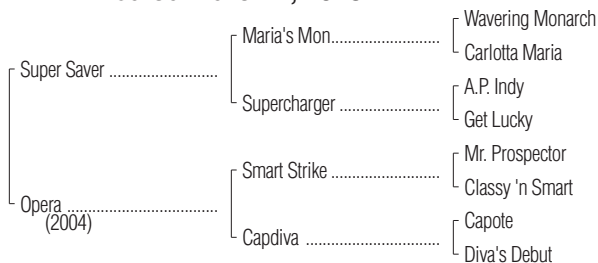 Wavering Monarch
Maria's Mon
Carlotta Maria
Super Saver
A.P. Indy
Supercharger
Get Lucky
Mr. Prospector
Smart Strike
Classy 'n Smart
Opera
(2004)
Capote
Capdiva
Diva's Debut